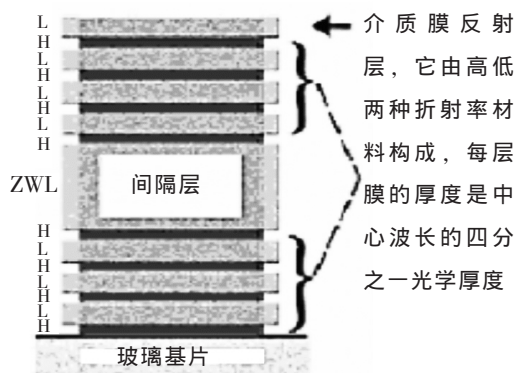 L
H
L
H
L
H
L
H
ZWL
H
L
H
L
H
L
H
间隔层
玻璃基片
介质膜反射
层，它由高低
两种折射率材
料构成，每层
膜的厚度是中
心波长的四分
之一光学厚度